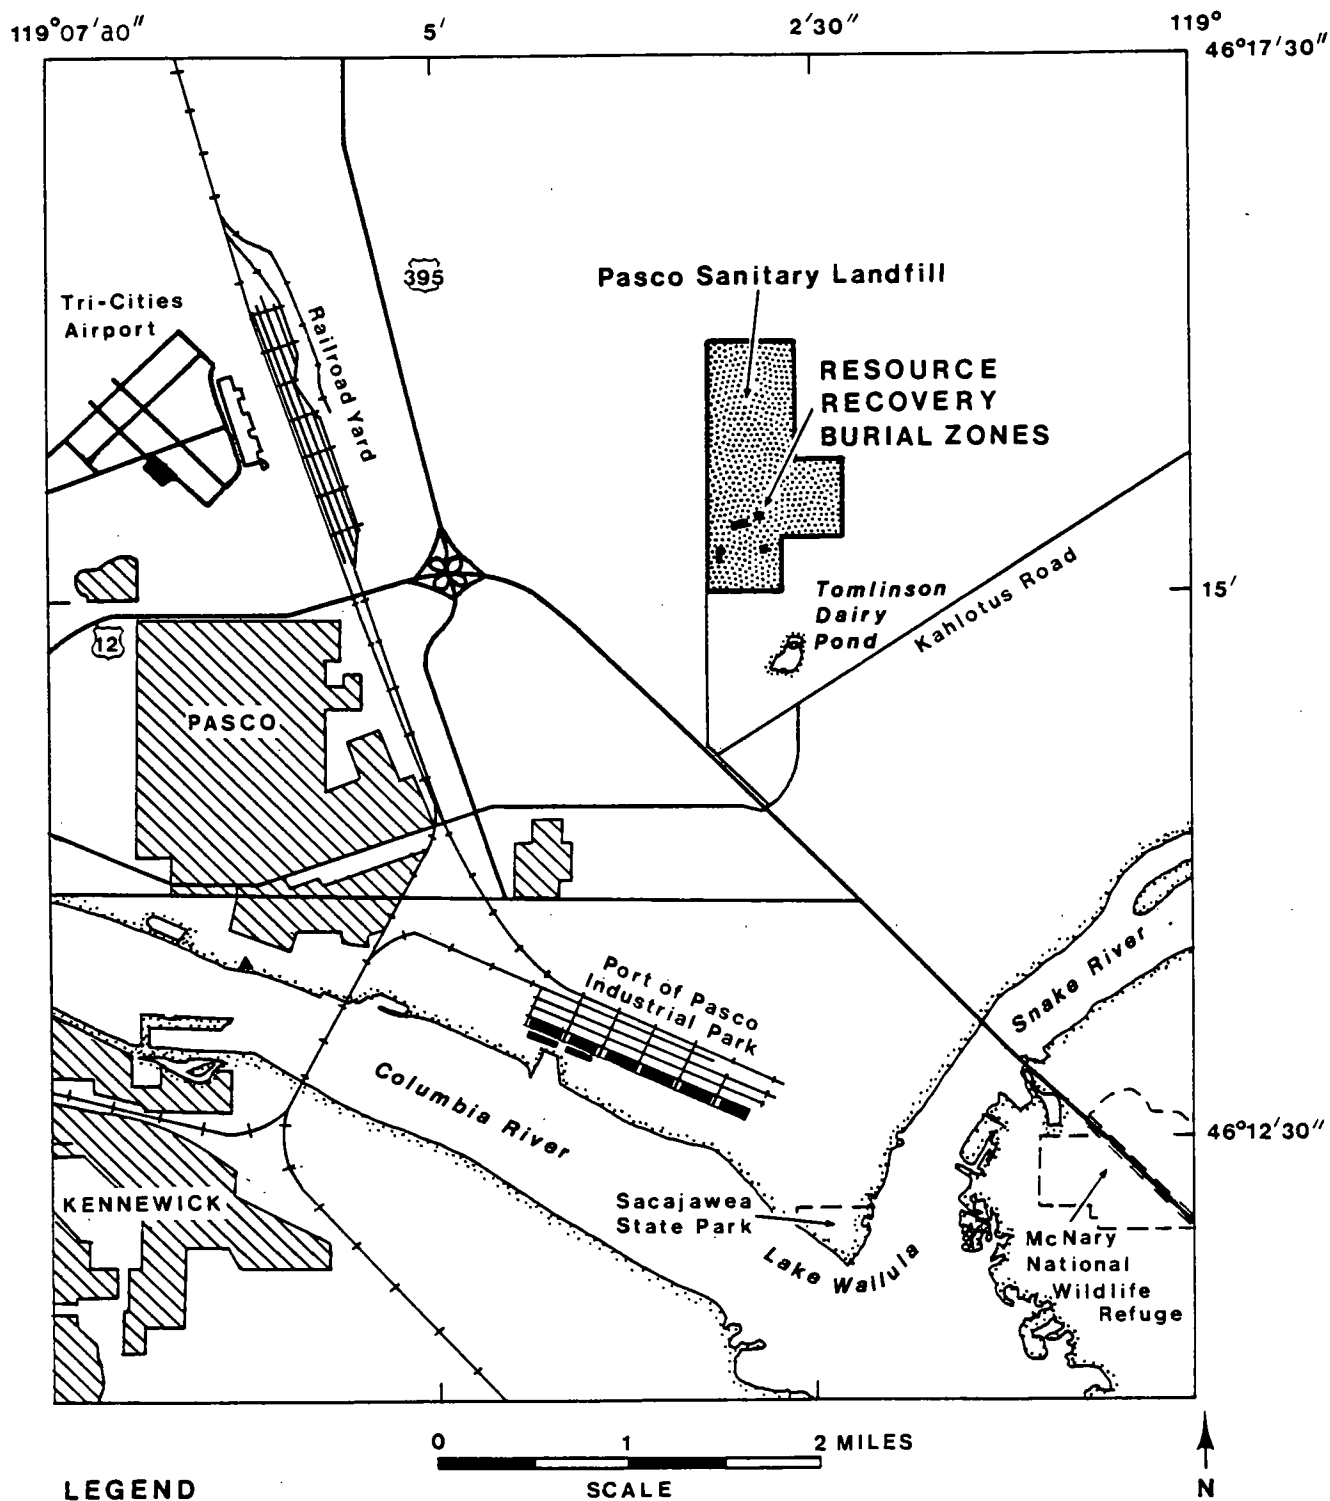 119°07'a0"
5'
2'30"
119°
46°17'30"
395
Pasco Sanitary Landfill
Tri-Cities
Airport
Railroad Yard
RESOURCE
RECOVERY
BURIAL ZONES
Tomlinson
Dairy
Pond
Kahlotus Road
15'
12
PASCO
Snake River
Port of Pasco
Industrial Park
Columbia River
46°12'30"
KENNEWICK
Sacajawea
State Park
Lake Wallula
McNary
National
Wildlife
Refuge
0 1 2 MILES
SCALE
LEGEND
N